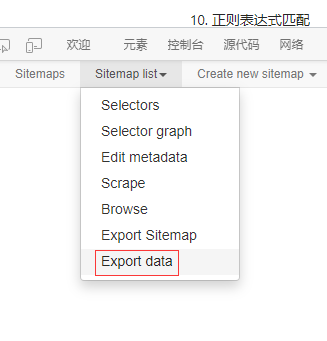 10. 正则表达式匹配
欢迎 元素 控制台 源代码 网络
Sitemaps Sitemap list Create new sitemap
Selectors
Selector graph
Edit metadata
Scrape
Browse
Export Sitemap
Export data